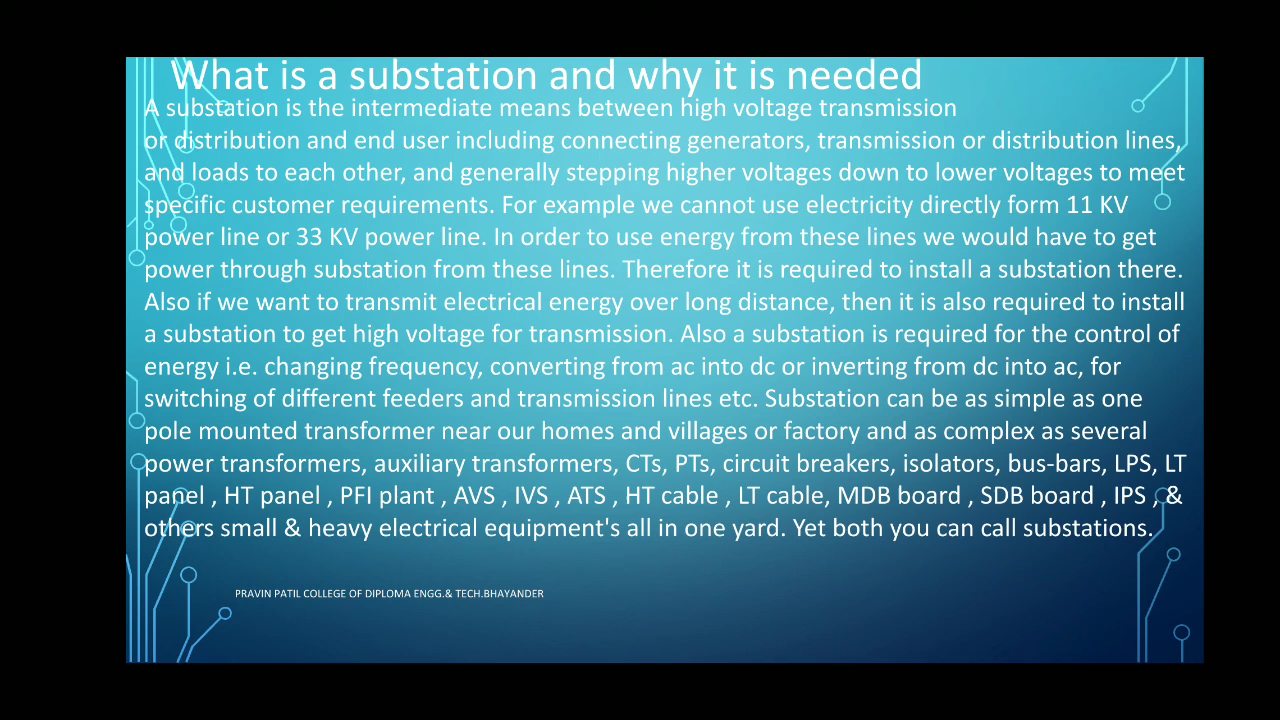 What is a substation and why it is needed
A substation is the intermediate means between high voltage transmission
or distribution and end user including connecting generators, transmission or distribution lines,
and loads to each other, and generally stepping higher voltages down to lower voltages to meet
specific customer requirements. For example we cannot use electricity directly form 11 KV
power line or 33 KV power line. In order to use energy from these lines we would have to get
power through substation from these lines. Therefore it is required to install a substation there.
Also if we want to transmit electrical energy over long distance, then it is also required to install
a substation to get high voltage for transmission. Also a substation is required for the control of
energy i.e. changing frequency, converting from ac into dc or inverting from dc into ac, for
switching of different feeders and transmission lines etc. Substation can be as simple as one
pole mounted transformer near our homes and villages or factory and as complex as several
power transformers, auxiliary transformers, CTs, PTs, circuit breakers, isolators, bus-bars, LPS, LT
panel , HT panel , PFI plant , AVS , IVS , ATS , HT cable , LT cable, MDB board , SDB board , IPS , &
others small & heavy electrical equipment's all in one yard. Yet both you can call substations.
PRAVIN PATIL COLLEGE OF DIPLOMA ENGG.& TECH.BHAYANDER